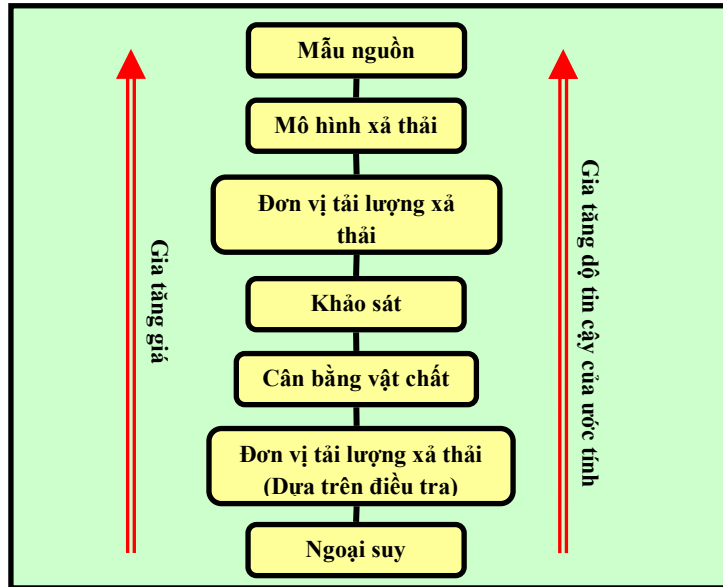 Mẫu nguồn
Mô hình xả thải
Đơn vị tải lượng xả
thải
Khảo sát
Cân bằng vật chất
Đơn vị tải lượng xả thải
(Dựa trên điều tra)
Ngoại suy
Gia tăng giá
Gia tăng độ tin cậy của ước tính